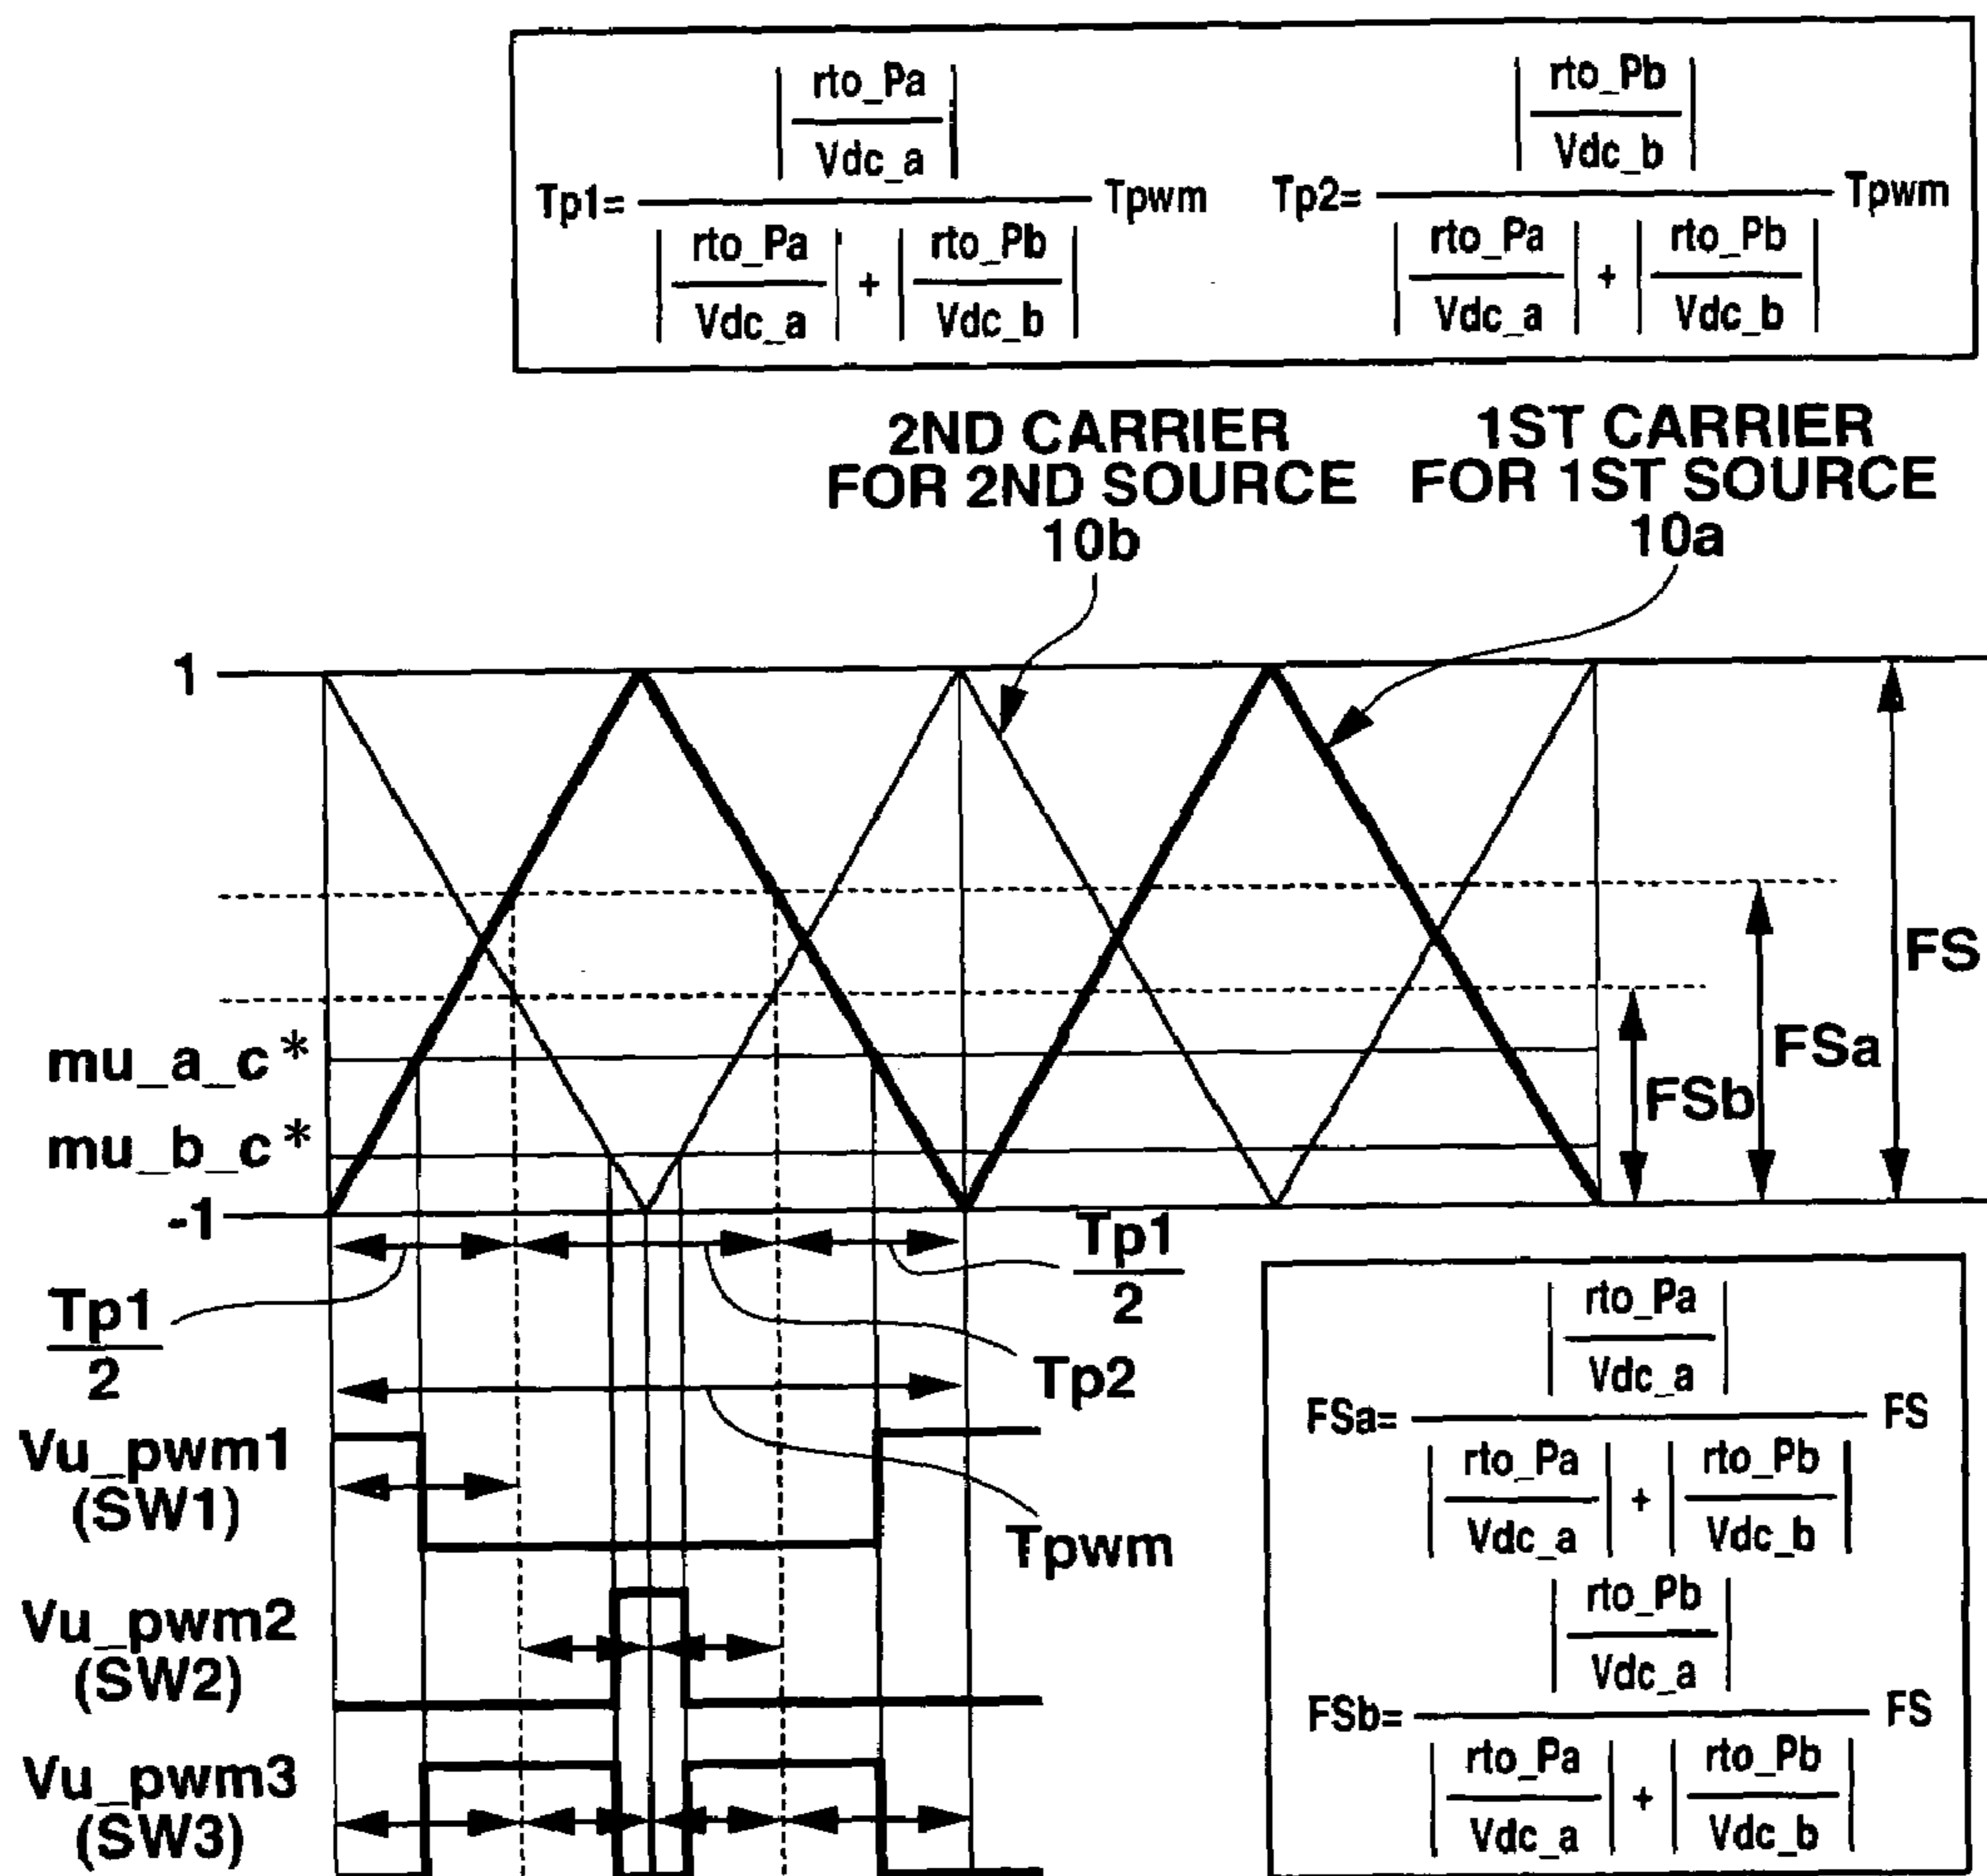 |rto_Pa| |rto_Pb|
|Vdc_a| |Vdc_b|
Tp1= Tpwm Tp2= Tpwm
|rto_Pa| + |rto_Pb| |rto_Pa| + |rto_Pb|
|Vdc_a| |Vdc_b| |Vdc_a| |Vdc_b|
2ND CARRIER
FOR 2ND SOURCE
10b
1ST CARRIER
FOR 1ST SOURCE
10a
1
FS
FSa
FSb
mu_a_c*
mu_b_c*
-1
Tp1
2
Tp1
2
Tp2
Tpwm
Vu_pwm1
(SW1)
Vu_pwm2
(SW2)
Vu_pwm3
(SW3)
|rto_Pa|
|Vdc_a|
FSa= FS
|rto_Pa| + |rto_Pb|
|Vdc_a| |Vdc_b|
|rto_Pb|
|Vdc_a|
FSb= FS
|rto_Pa| + |rto_Pb|
|Vdc_a| |Vdc_b|